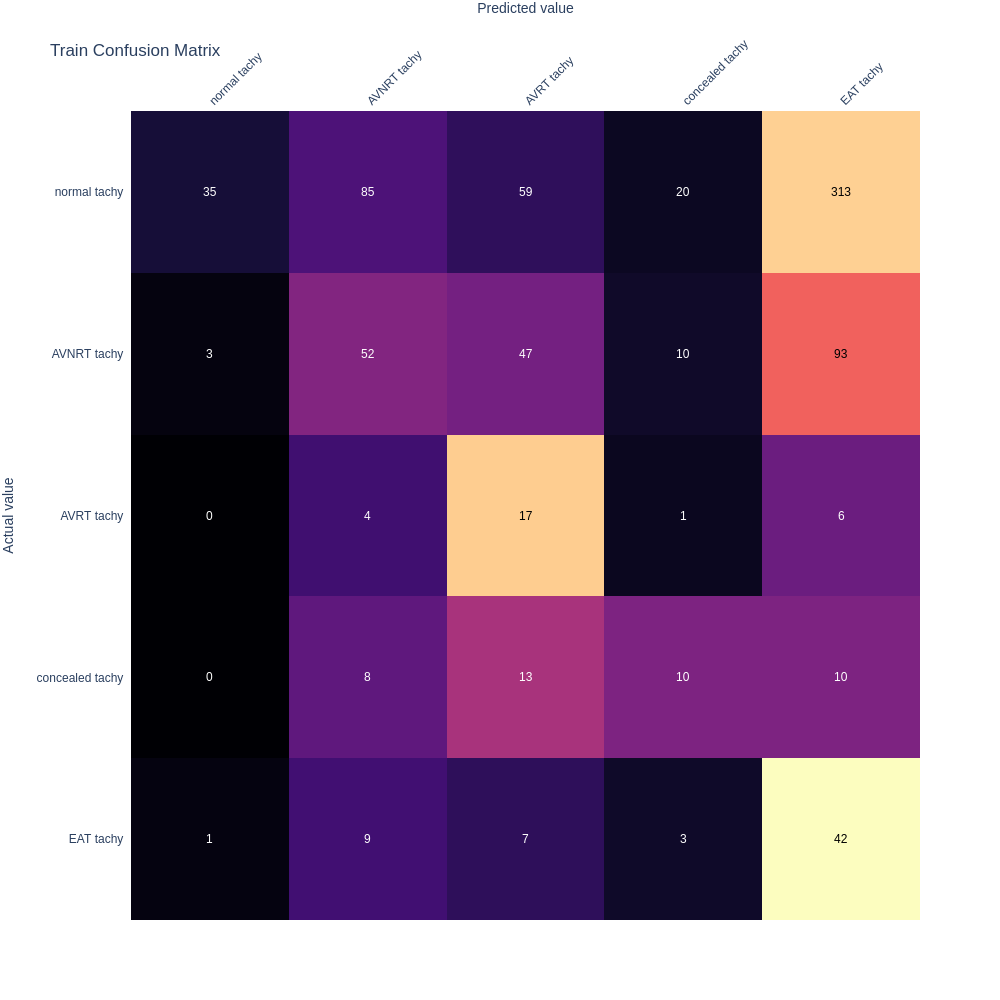 Predicted value
Train Confusion Matrix
normal tachy
AVNRT tachy
AVRT tachy
concealed tachy
EAT tachy
normal tachy 35 85 59 20 313
AVNRT tachy 3 52 47 10 93
AVRT tachy 0 4 17 1 6
concealed tachy 0 8 13 10 10
EAT tachy 1 9 7 3 42
Actual value